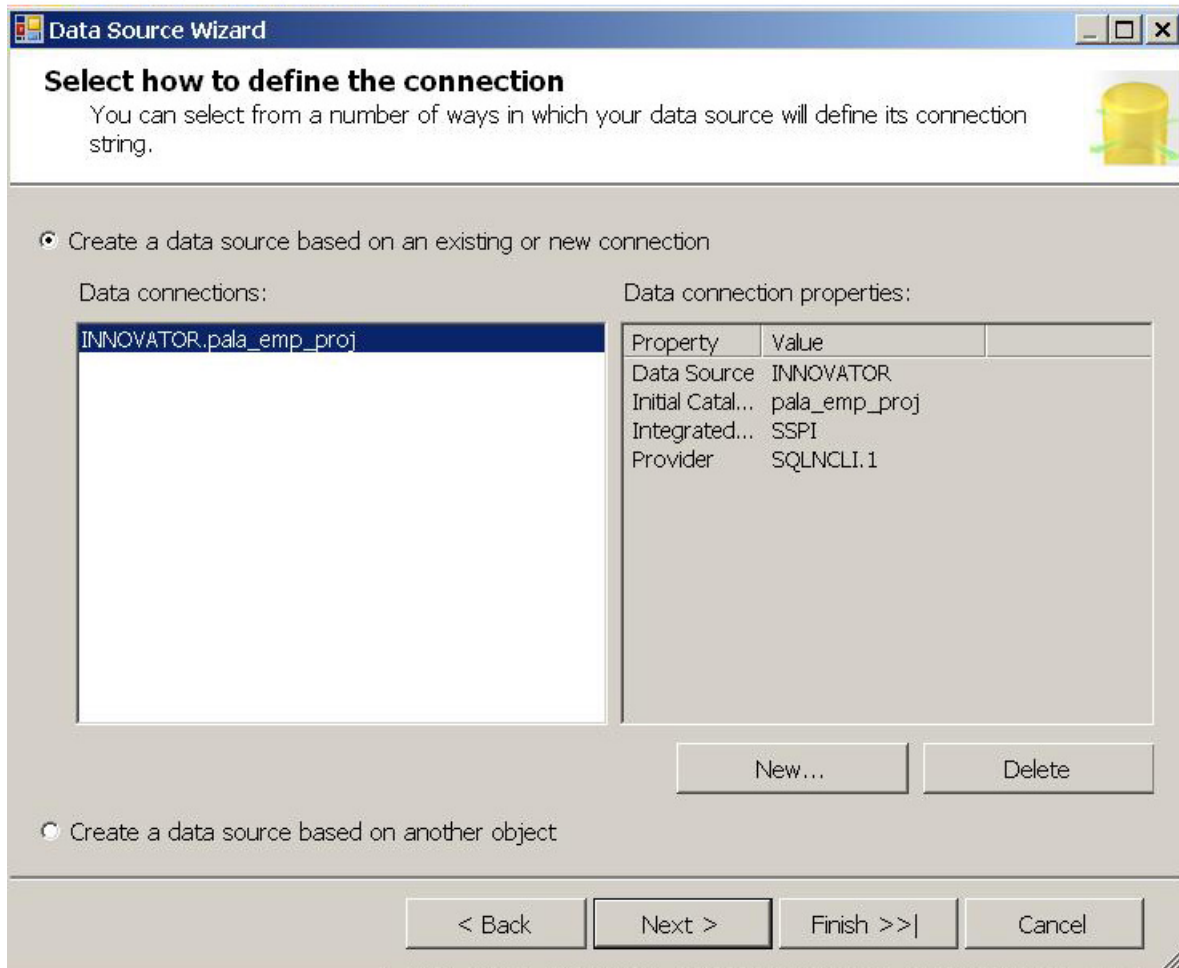 Data Source Wizard
Select how to define the connection
You can select from a number of ways in which your data source will define its connection
string.
Create a data source based on an existing or new connection
Data connections:
Data connection properties:
INNOVATOR.pala_emp_proj
Property Value
Data Source INNOVATOR
Initial Catal... pala_emp_proj
Integrated... SSPI
Provider SQLNCLI.1
New... Delete
Create a data source based on another object
< Back Next > Finish >>| Cancel